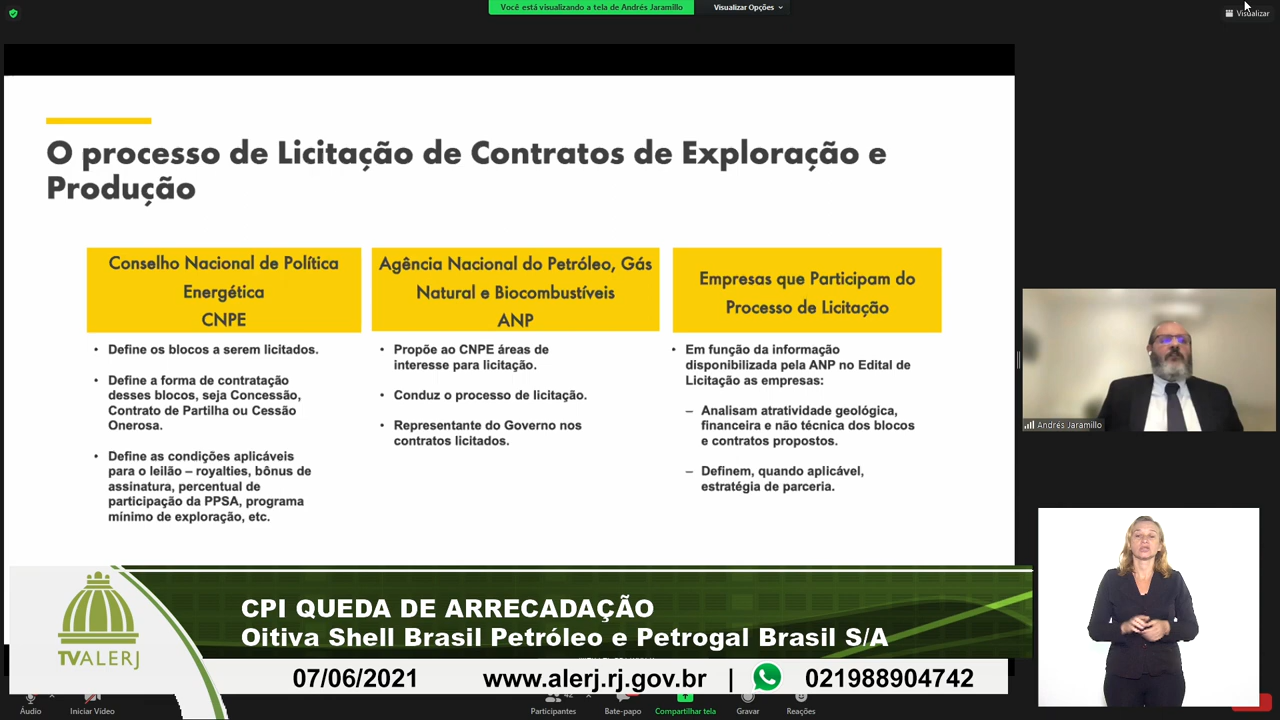 Você está visualizando a tela de Andrés Jaramillo
Visualizar Opções
Visualizar
O processo de Licitação de Contratos de Exploração e
Produção
Conselho Nacional de Política
Energética
CNPE
• Define os blocos a serem licitados.
• Define a forma de contratação
desses blocos, seja Concessão,
Contrato de Partilha ou Cessão
Onerosa.
• Define as condições aplicáveis
para o leilão – royalties, bônus de
assinatura, percentual de
participação da PPSA, programa
mínimo de exploração, etc.
Agência Nacional do Petróleo, Gás
Natural e Biocombustíveis
ANP
• Propõe ao CNPE áreas de
interesse para licitação.
• Conduz o processo de licitação.
• Representante do Governo nos
contratos licitados.
Empresas que Participam do
Processo de Licitação
• Em função da informação
disponibilizada pela ANP no Edital de
Licitação as empresas:
– Analisam atratividade geológica,
financeira e não técnica dos blocos
e contratos propostos.
– Definem, quando aplicável,
estratégia de parceria.
Andrés Jaramillo
TVALERJ
CPI QUEDA DE ARRECADAÇÃO
Oitiva Shell Brasil Petróleo e Petrogal Brasil S/A
07/06/2021 www.alerj.rj.gov.br | 021988904742
Áudio
Iniciar Vídeo
Participantes
Bate-papo
Compartilhar tela
Gravar
Reações